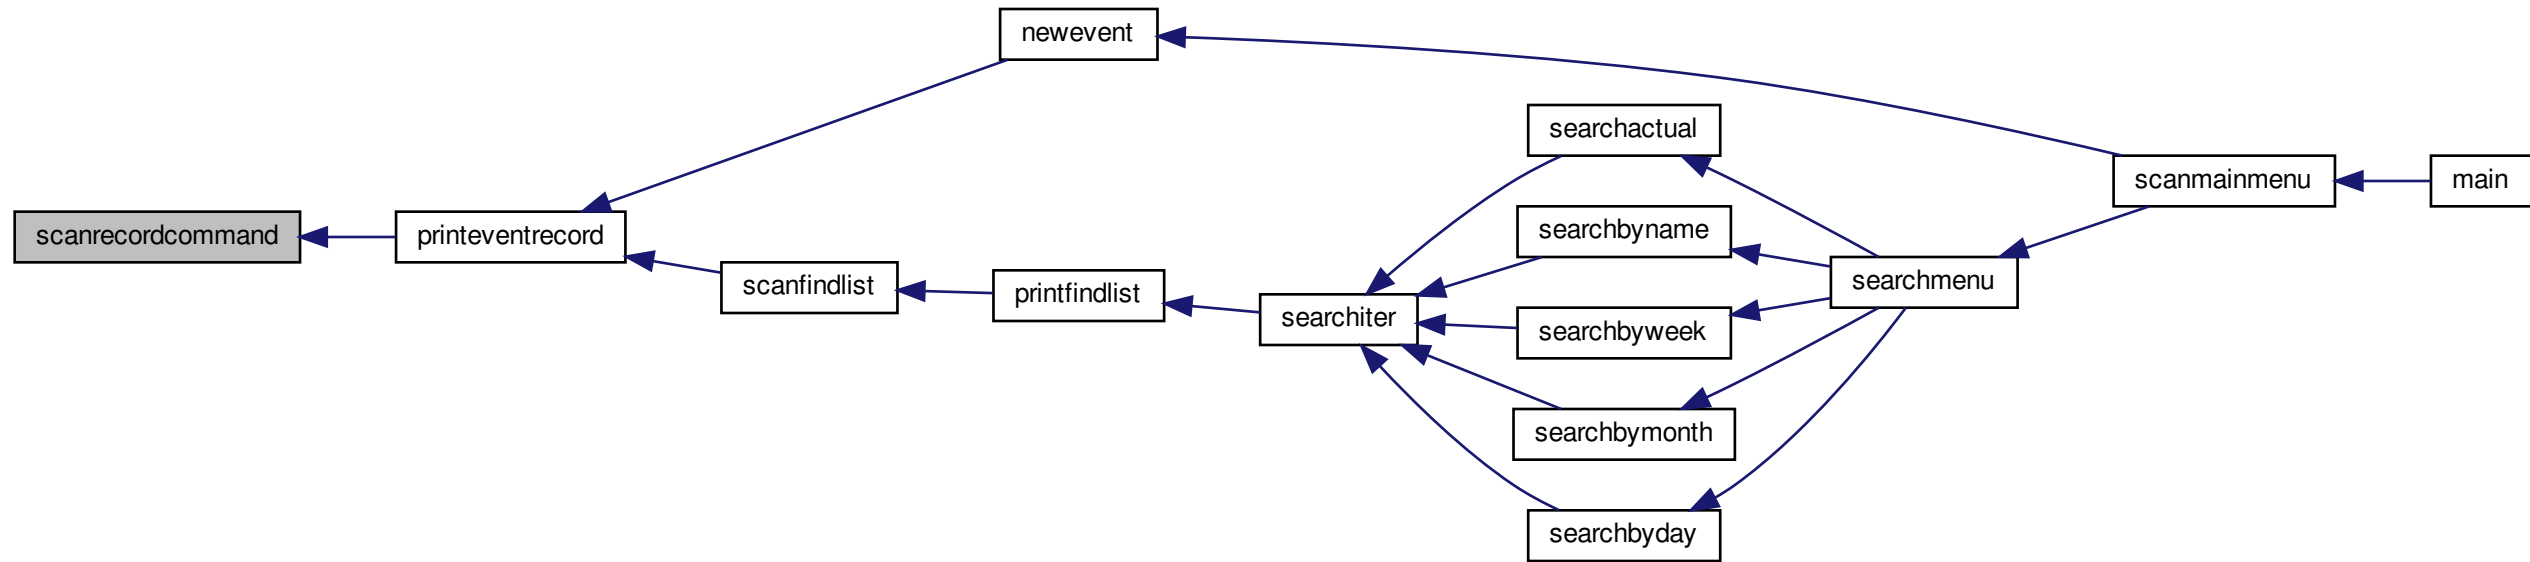 scanrecordcommand
printeventrecord
newevent
scanfindlist
printfindlist
searchiter
searchactual
searchbyname
searchbyweek
searchbymonth
searchbyday
searchmenu
scanmainmenu
main